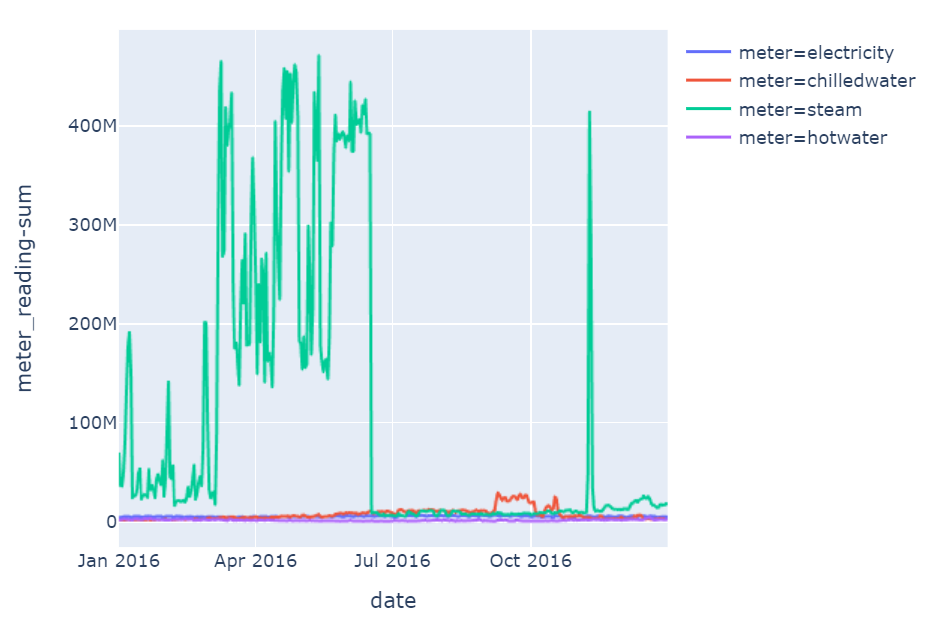 meter=electricity
meter=chilledwater
meter=steam
meter=hotwater
meter_reading-sum
400M
300M
200M
100M
0
Jan 2016
Apr 2016
Jul 2016
Oct 2016
date